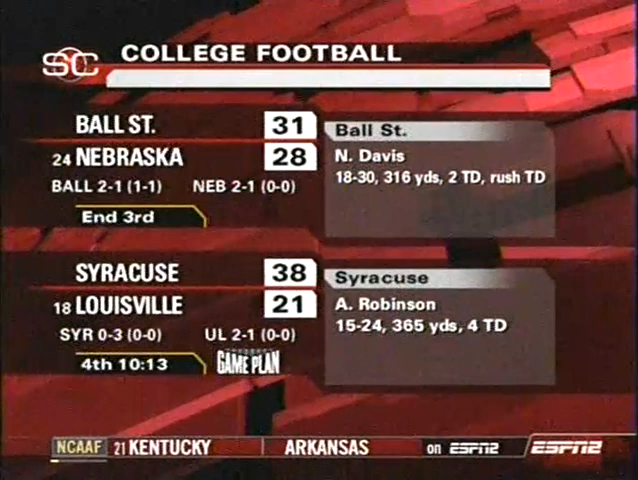 SC COLLEGE FOOTBALL
BALL ST. 31
24 NEBRASKA 28
BALL 2-1 (1-1) NEB 2-1 (0-0)
End 3rd
Ball St.
N. Davis
18-30, 316 yds, 2 TD, rush TD
SYRACUSE 38
18 LOUISVILLE 21
SYR 0-3 (0-0) UL 2-1 (0-0)
4th 10:13 GAME PLAN
Syracuse
A. Robinson
15-24, 365 yds, 4 TD
NCAAF 21 KENTUCKY ARKANSAS on ESPN2 ESPN2